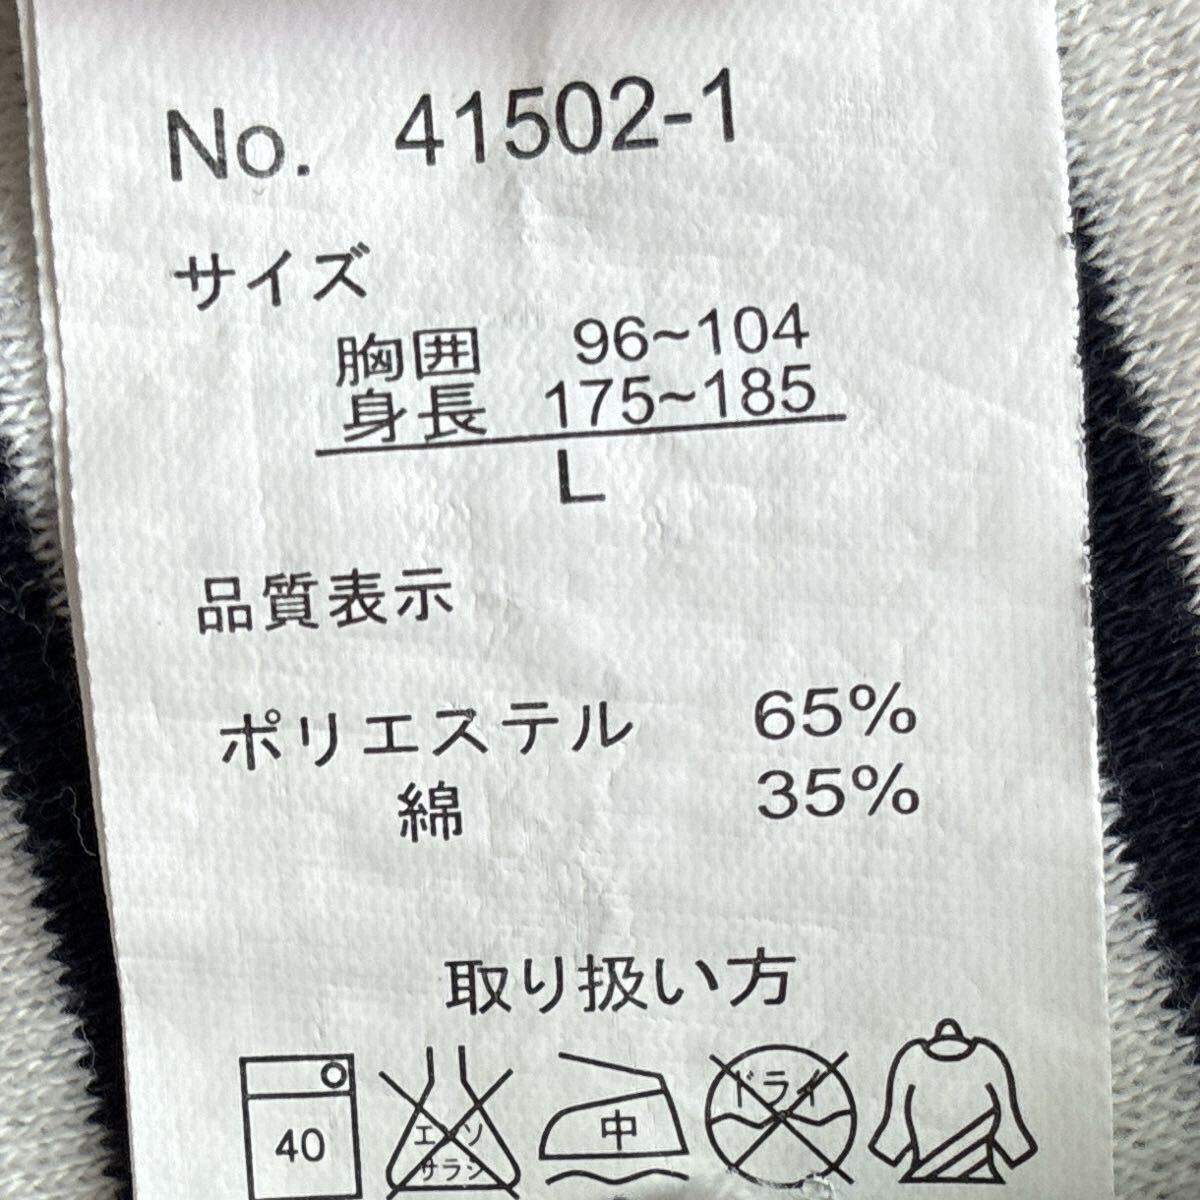 No. 41502-1
サイズ
胸囲 96~104
身長 175~185
L
品質表示
ポリエステル 65%
綿 35%
取り扱い方
40
エンソ
サラシ
中
ドライ